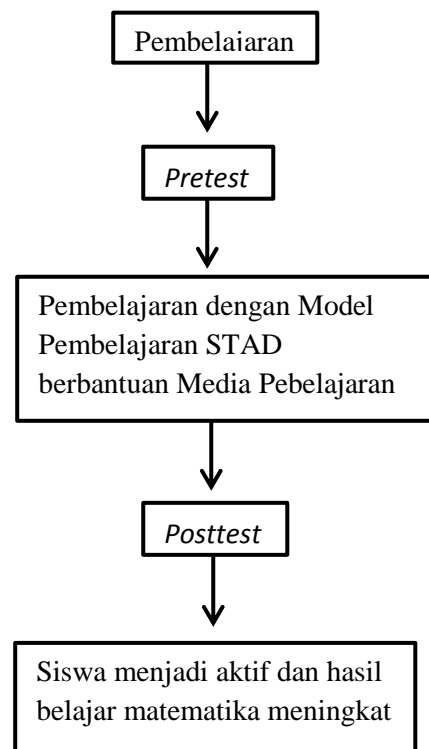 Pembelajaran
Pretest
Pembelajaran dengan Model
Pembelajaran STAD
berbantuan Media Pebelajaran
Posttest
Siswa menjadi aktif dan hasil
belajar matematika meningkat